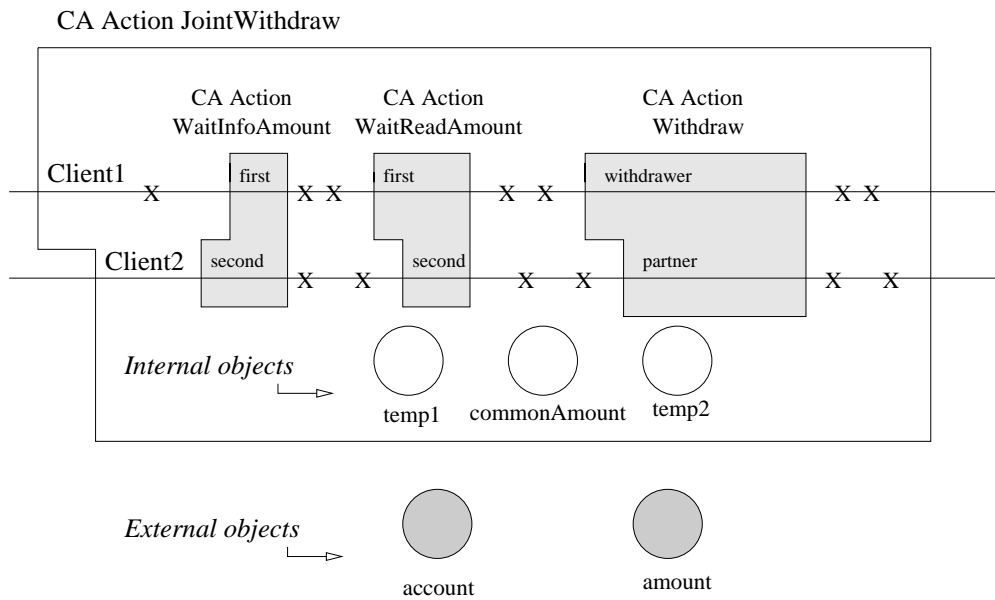 CA Action JointWithdraw
CA Action
WaitInfoAmount
CA Action
WaitReadAmount
CA Action
Withdraw
Client1
X
first
X X
first
X X
withdrawer
X X
Client2
second
X X
second
X X
partner
X X
Internal objects
temp1
commonAmount
temp2
External objects
account
amount